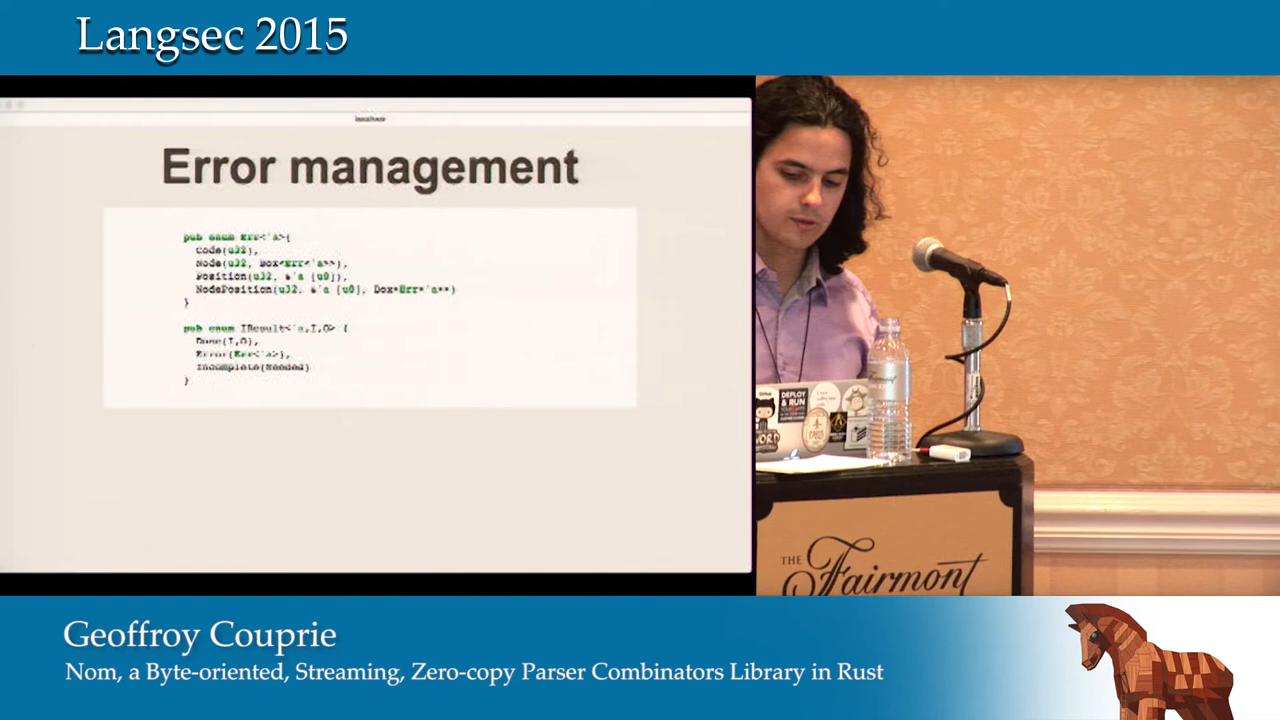 Langsec 2015
localhost
Error management
pub enum Err<'a>{
Code(u32),
Node(u32, Box<Err<'a>>),
Position(u32, &'a [u8]),
NodePosition(u32, &'a [u8], Box<Err<'a>>)
}
pub enum IResult<'a,I,O> {
Done(I,O),
Error(Err<'a>),
Incomplete(Needed)
}
DEPLOY
& RUN
THE
Fairmont
Geoffroy Couprie
Nom, a Byte-oriented, Streaming, Zero-copy Parser Combinators Library in Rust